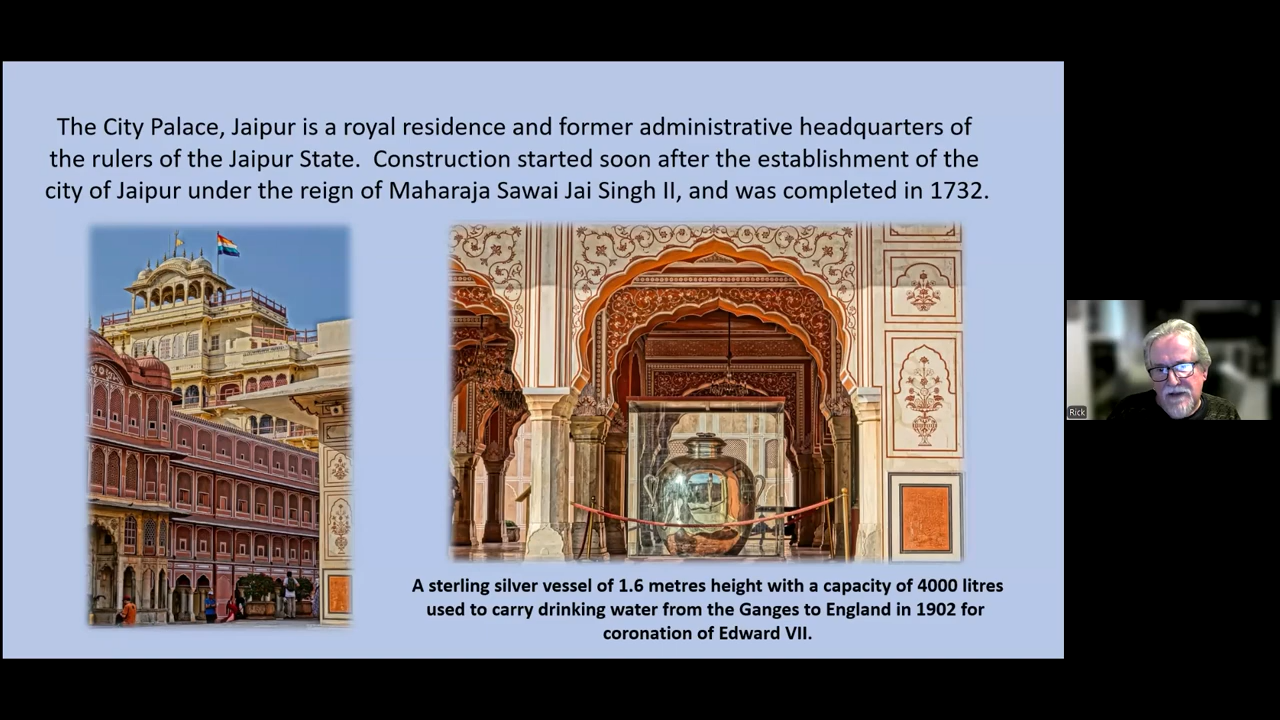 The City Palace, Jaipur is a royal residence and former administrative headquarters of
the rulers of the Jaipur State.  Construction started soon after the establishment of the
city of Jaipur under the reign of Maharaja Sawai Jai Singh II, and was completed in 1732.
A sterling silver vessel of 1.6 metres height with a capacity of 4000 litres
used to carry drinking water from the Ganges to England in 1902 for
coronation of Edward VII.
Rick